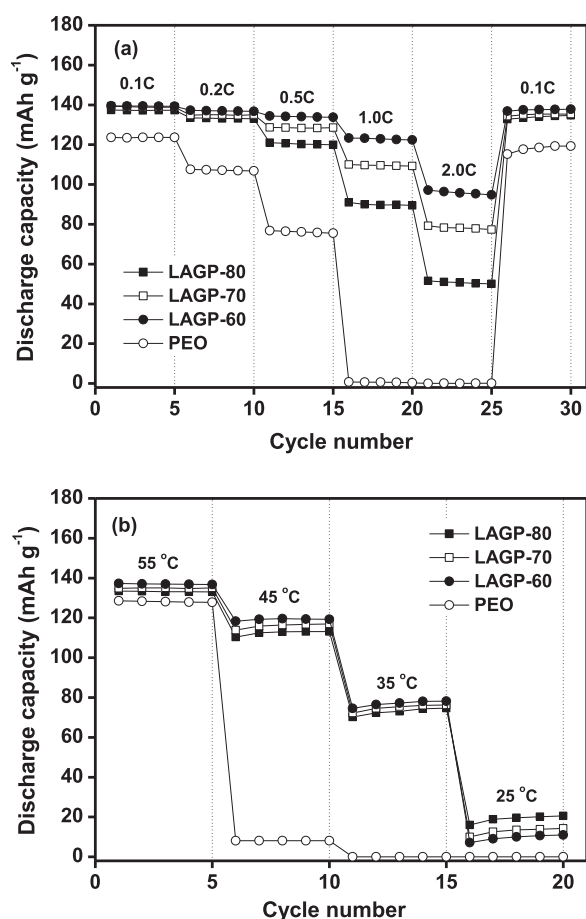 (a)
0.1C 0.2C 0.5C 1.0C 2.0C 0.1C
Discharge capacity (mAh g⁻¹)
180
160
140
120
100
80
60
40
20
0
LAGP-80
LAGP-70
LAGP-60
PEO
0 5 10 15 20 25 30
Cycle number
(b)
55 °C
45 °C
35 °C
25 °C
Discharge capacity (mAh g⁻¹)
180
160
140
120
100
80
60
40
20
0
LAGP-80
LAGP-70
LAGP-60
PEO
0 5 10 15 20
Cycle number